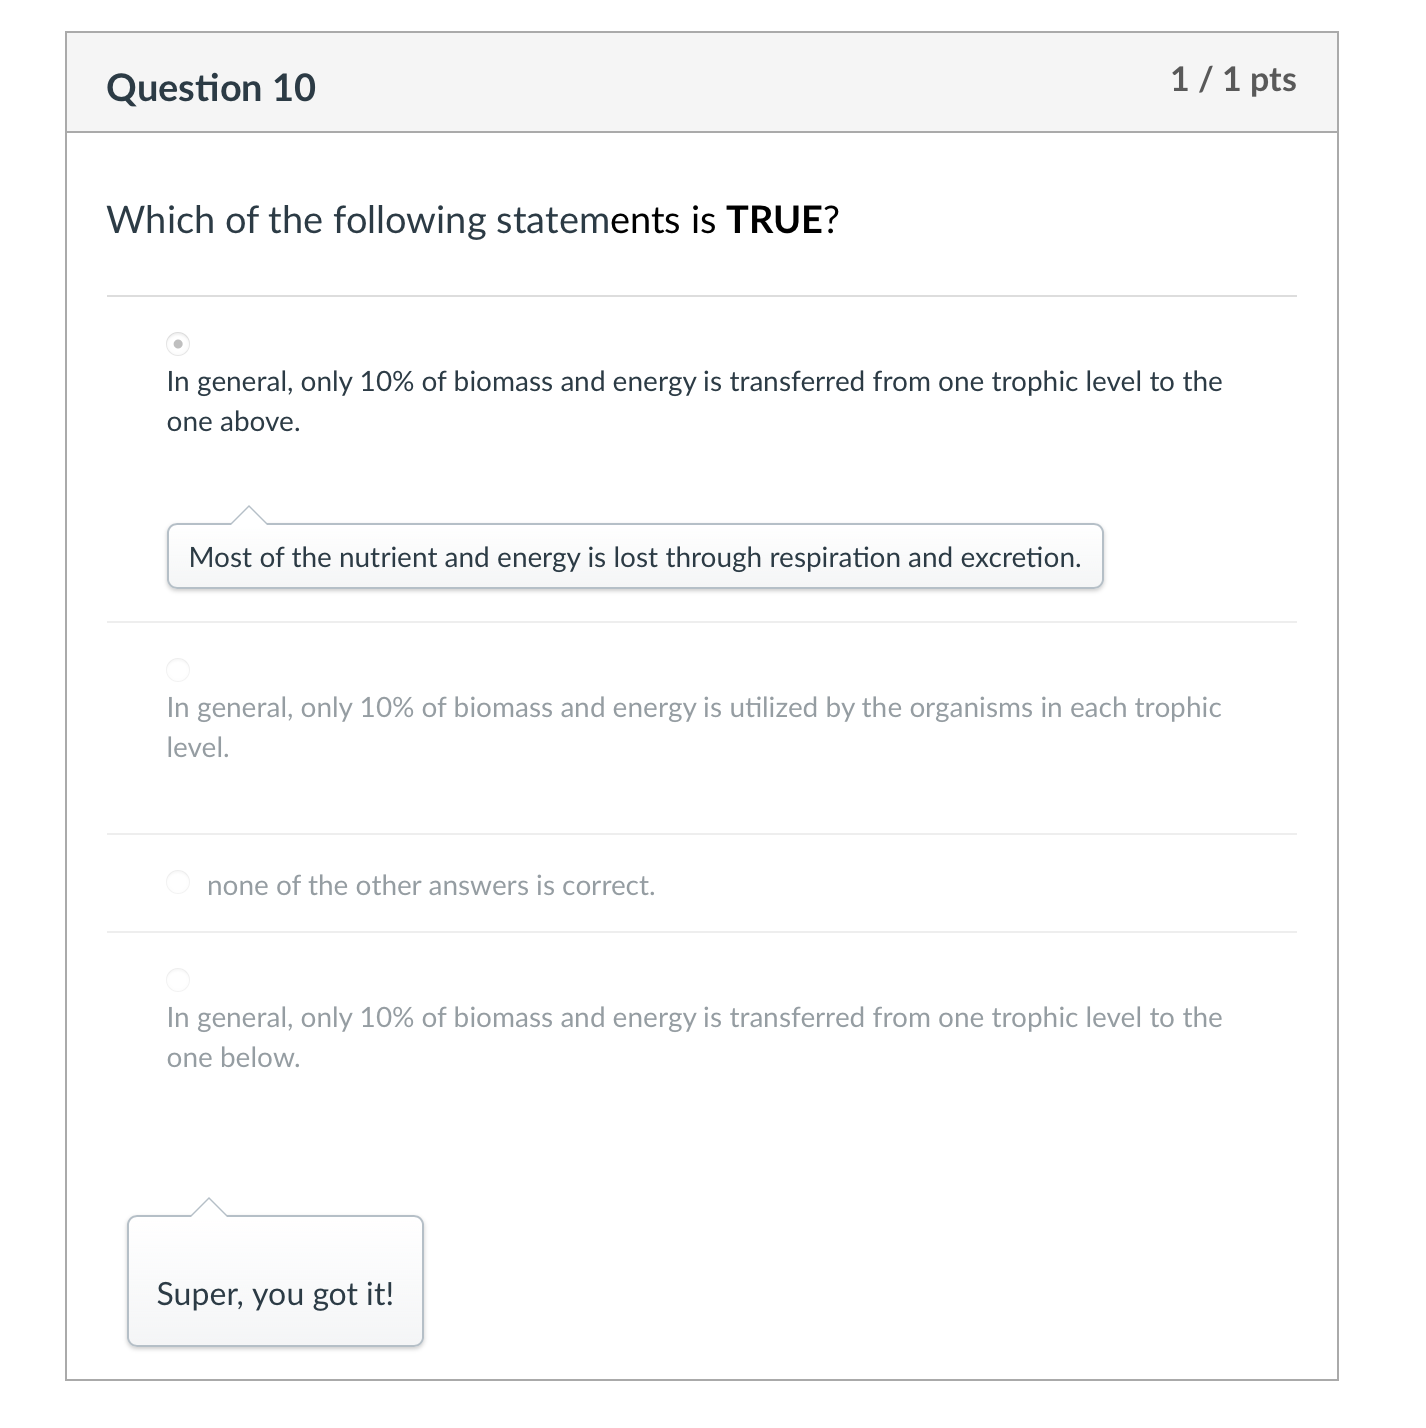 Question 10
1 / 1 pts
Which of the following statements is TRUE?
In general, only 10% of biomass and energy is transferred from one trophic level to the
one above.
Most of the nutrient and energy is lost through respiration and excretion.
In general, only 10% of biomass and energy is utilized by the organisms in each trophic
level.
none of the other answers is correct.
In general, only 10% of biomass and energy is transferred from one trophic level to the
one below.
Super, you got it!